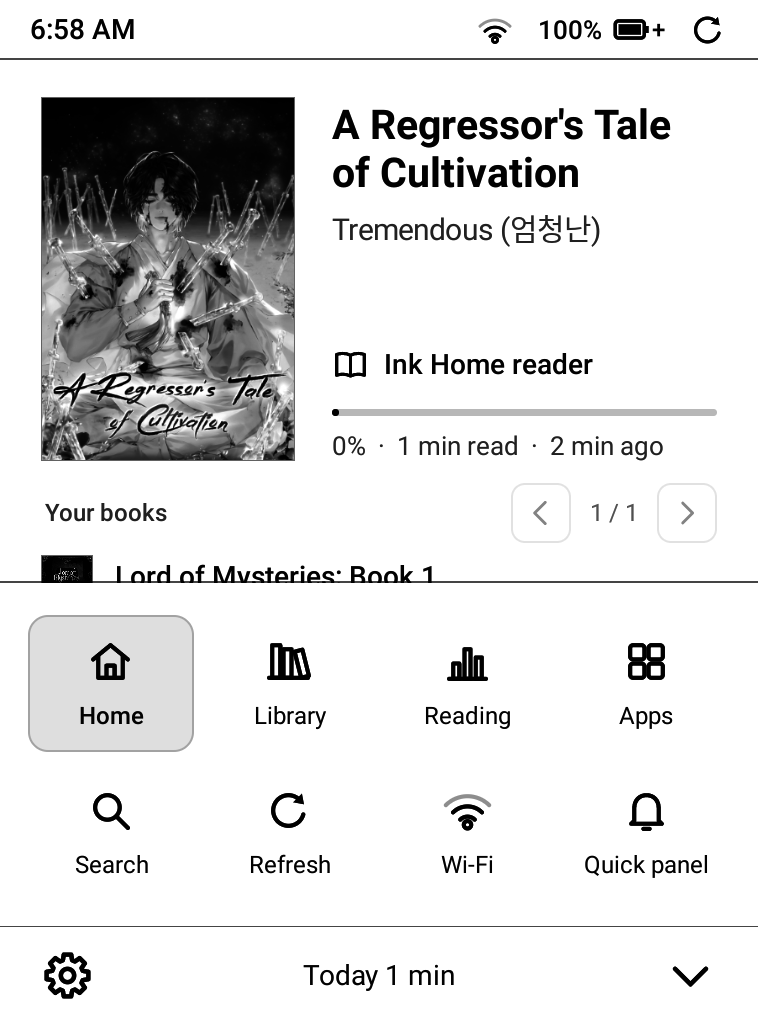 6:58 AM
100%
A Regressor's Tale
of Cultivation
Tremendous (엄청난)
A Regressor's Tale
of Cultivation
Ink Home reader
0% · 1 min read · 2 min ago
Your books
1 / 1
Lord of Mysteries: Book 1
Home
Library
Reading
Apps
Search
Refresh
Wi-Fi
Quick panel
Today 1 min